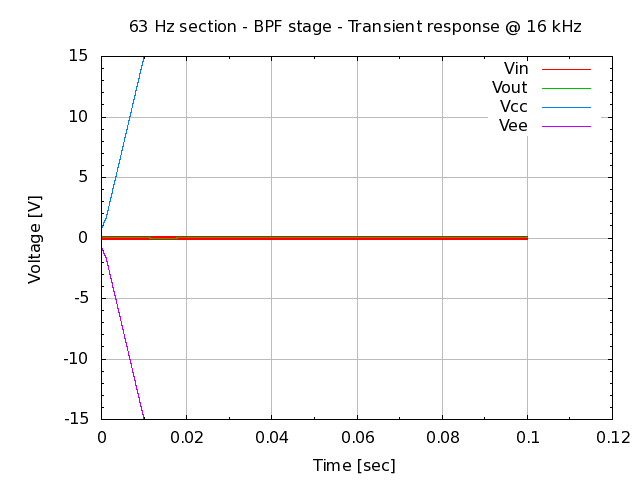 63 Hz section - BPF stage - Transient response @ 16 kHz
Vin
Vout
Vcc
Vee
15
10
5
0
-5
-10
-15
Voltage [V]
0 0.02 0.04 0.06 0.08 0.1 0.12
Time [sec]